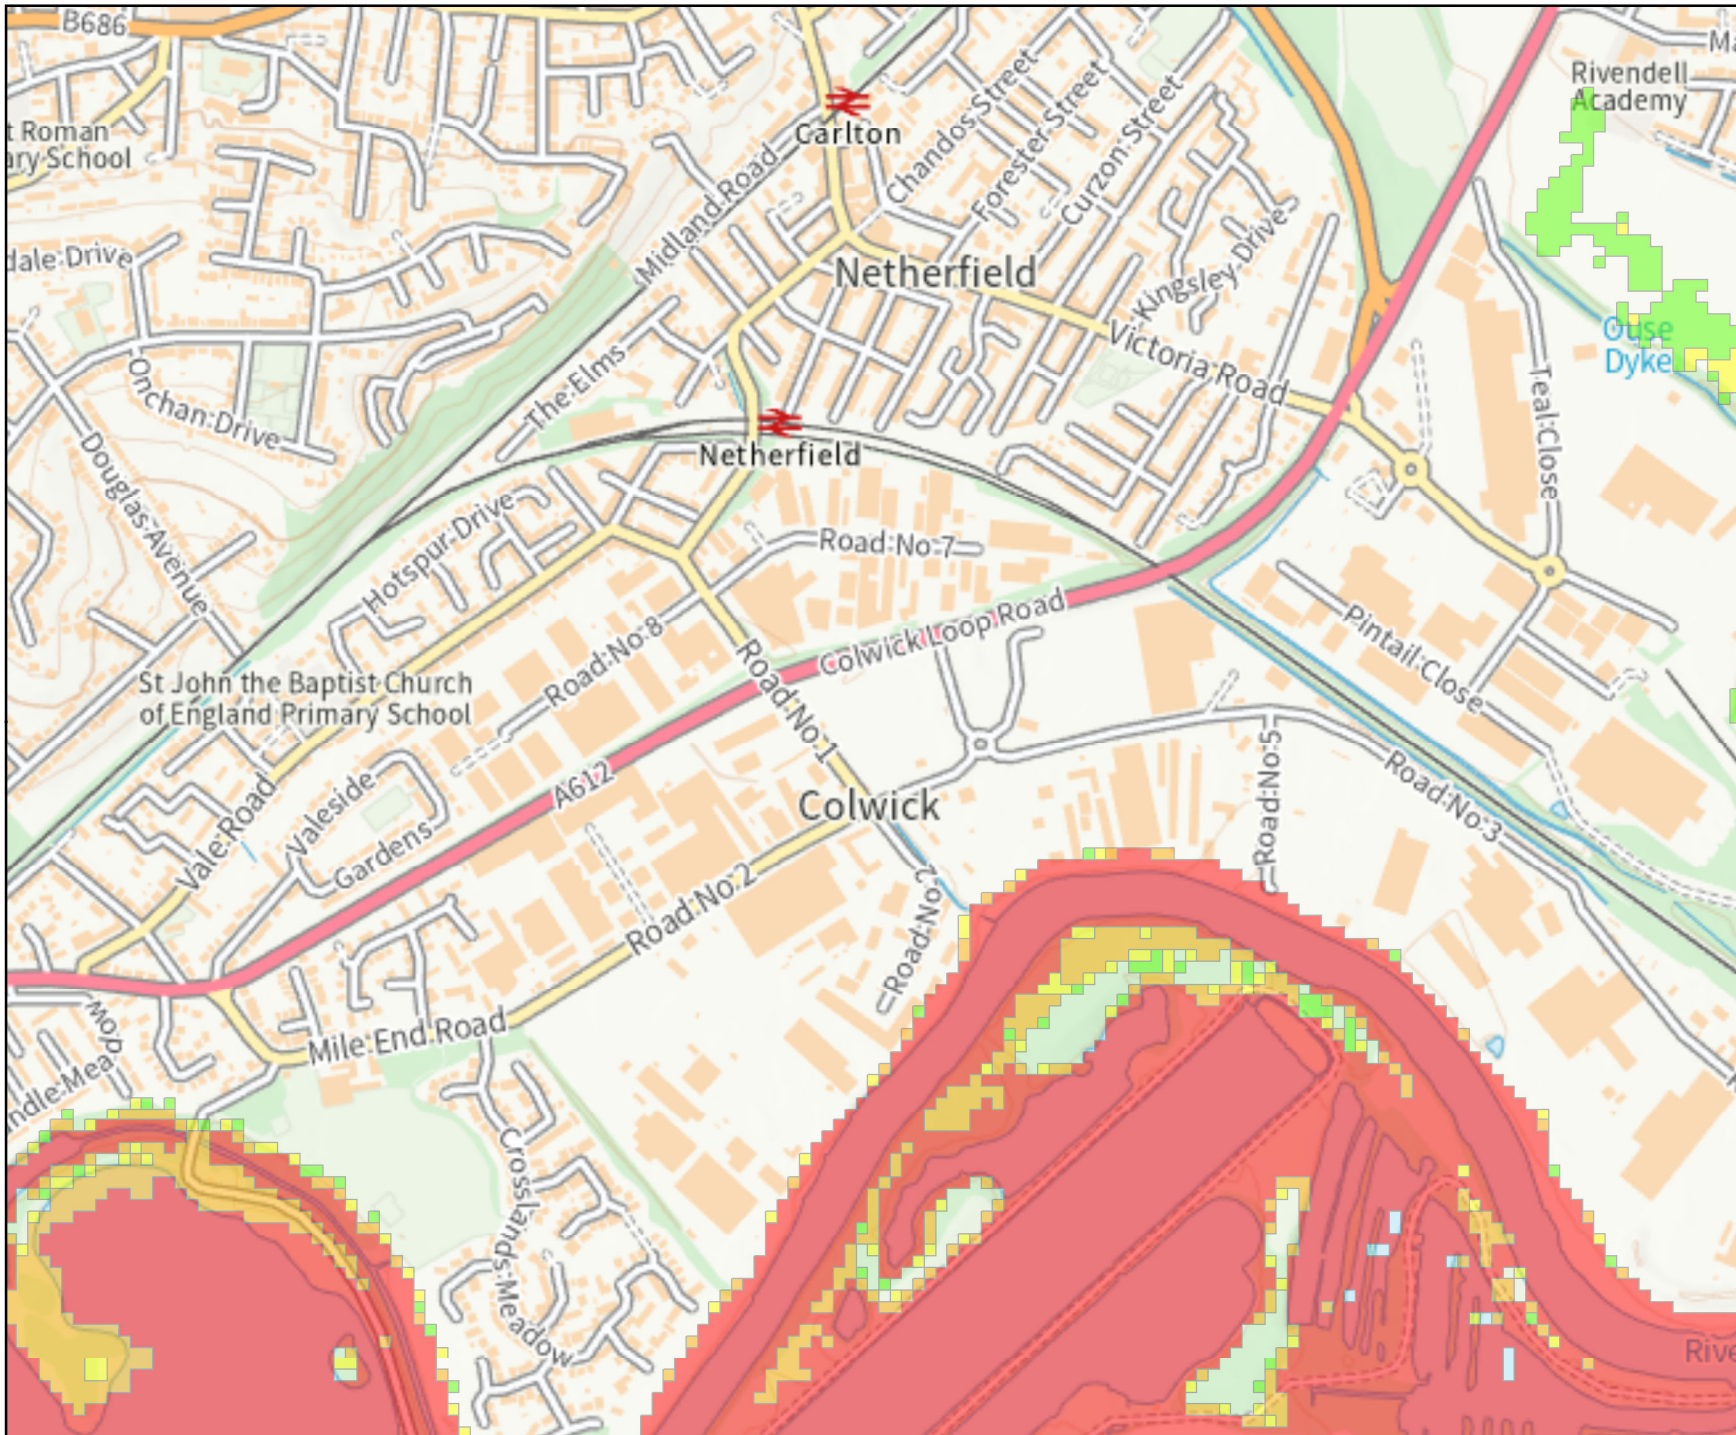 B686
Ma
Rivendell
Academy
t Roman
ary School
Carlton
Chandos Street
Forester Street
Curzon Street
Midland Road
dale Drive
Netherfield
Kingsley Drive
Ouse
Dyke
Victoria Road
The Elms
Onchan Drive
Teal Close
Netherfield
Douglas Avenue
Hotspur Drive
Road No 7
Colwick Loop Road
Pintail Close
Road No 8
Road No 1
St John the Baptist Church
of England Primary School
A612
Road No 5
Road No 3
Colwick
Valeside
Gardens
Vale Road
Road No 2
Road No 2
Mile End Road
Mop
ndle Mea
Crosslands Meadow
Rive